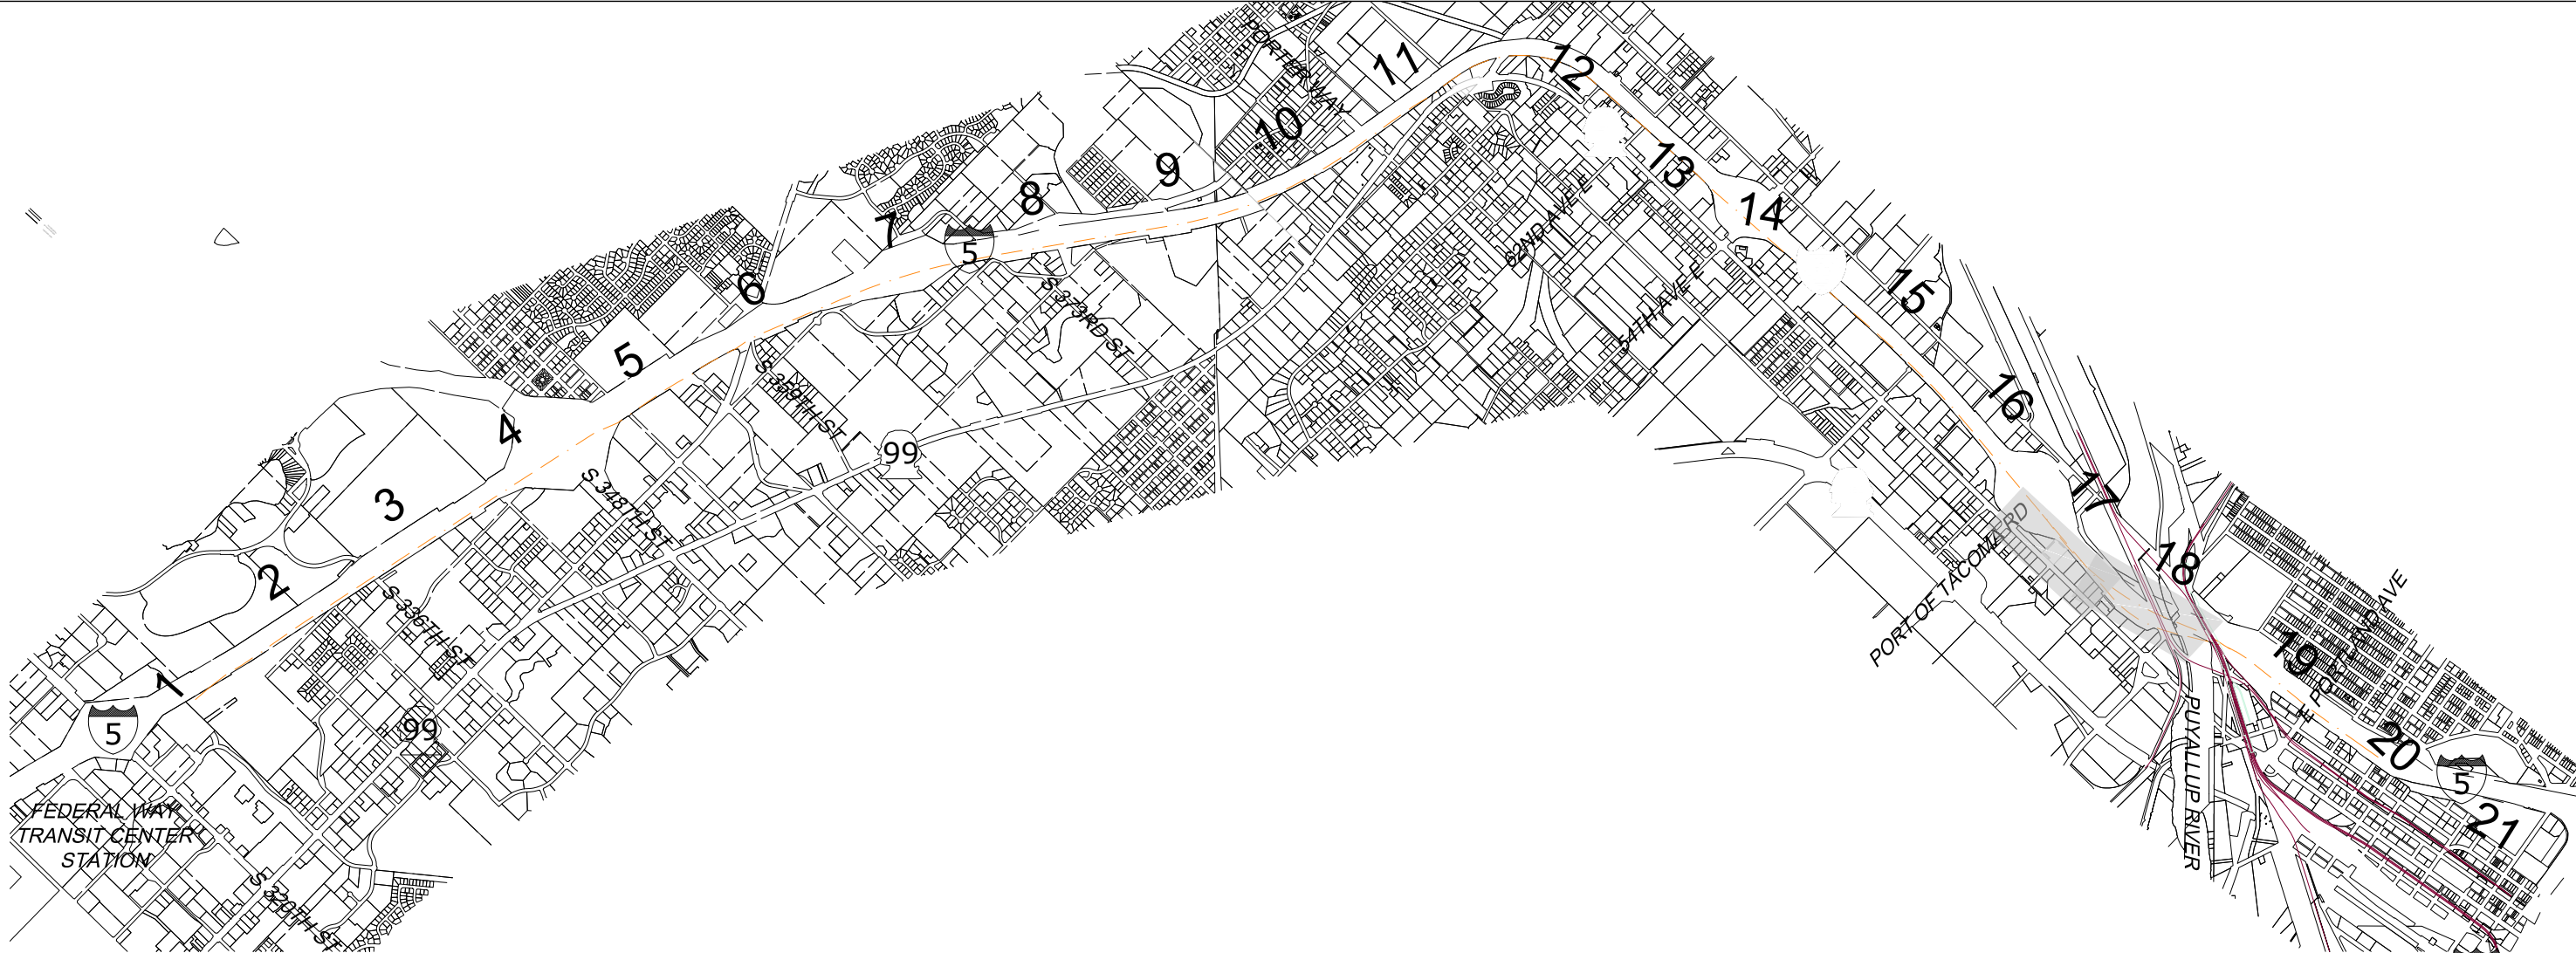 1
2
3
4
5
6
7
8
9
10
11
12
13
14
15
16
17
18
19
20
21
5
5
5
99
99
PORTER WAY
62ND AVE E
54TH AVE E
S 373RD ST
S 359TH ST
S 348TH ST
S 336TH ST
S 320TH ST
FEDERAL WAY
TRANSIT CENTER
STATION
PORT OF TACOMA RD
PUYALLUP RIVER
E PORTLAND AVE